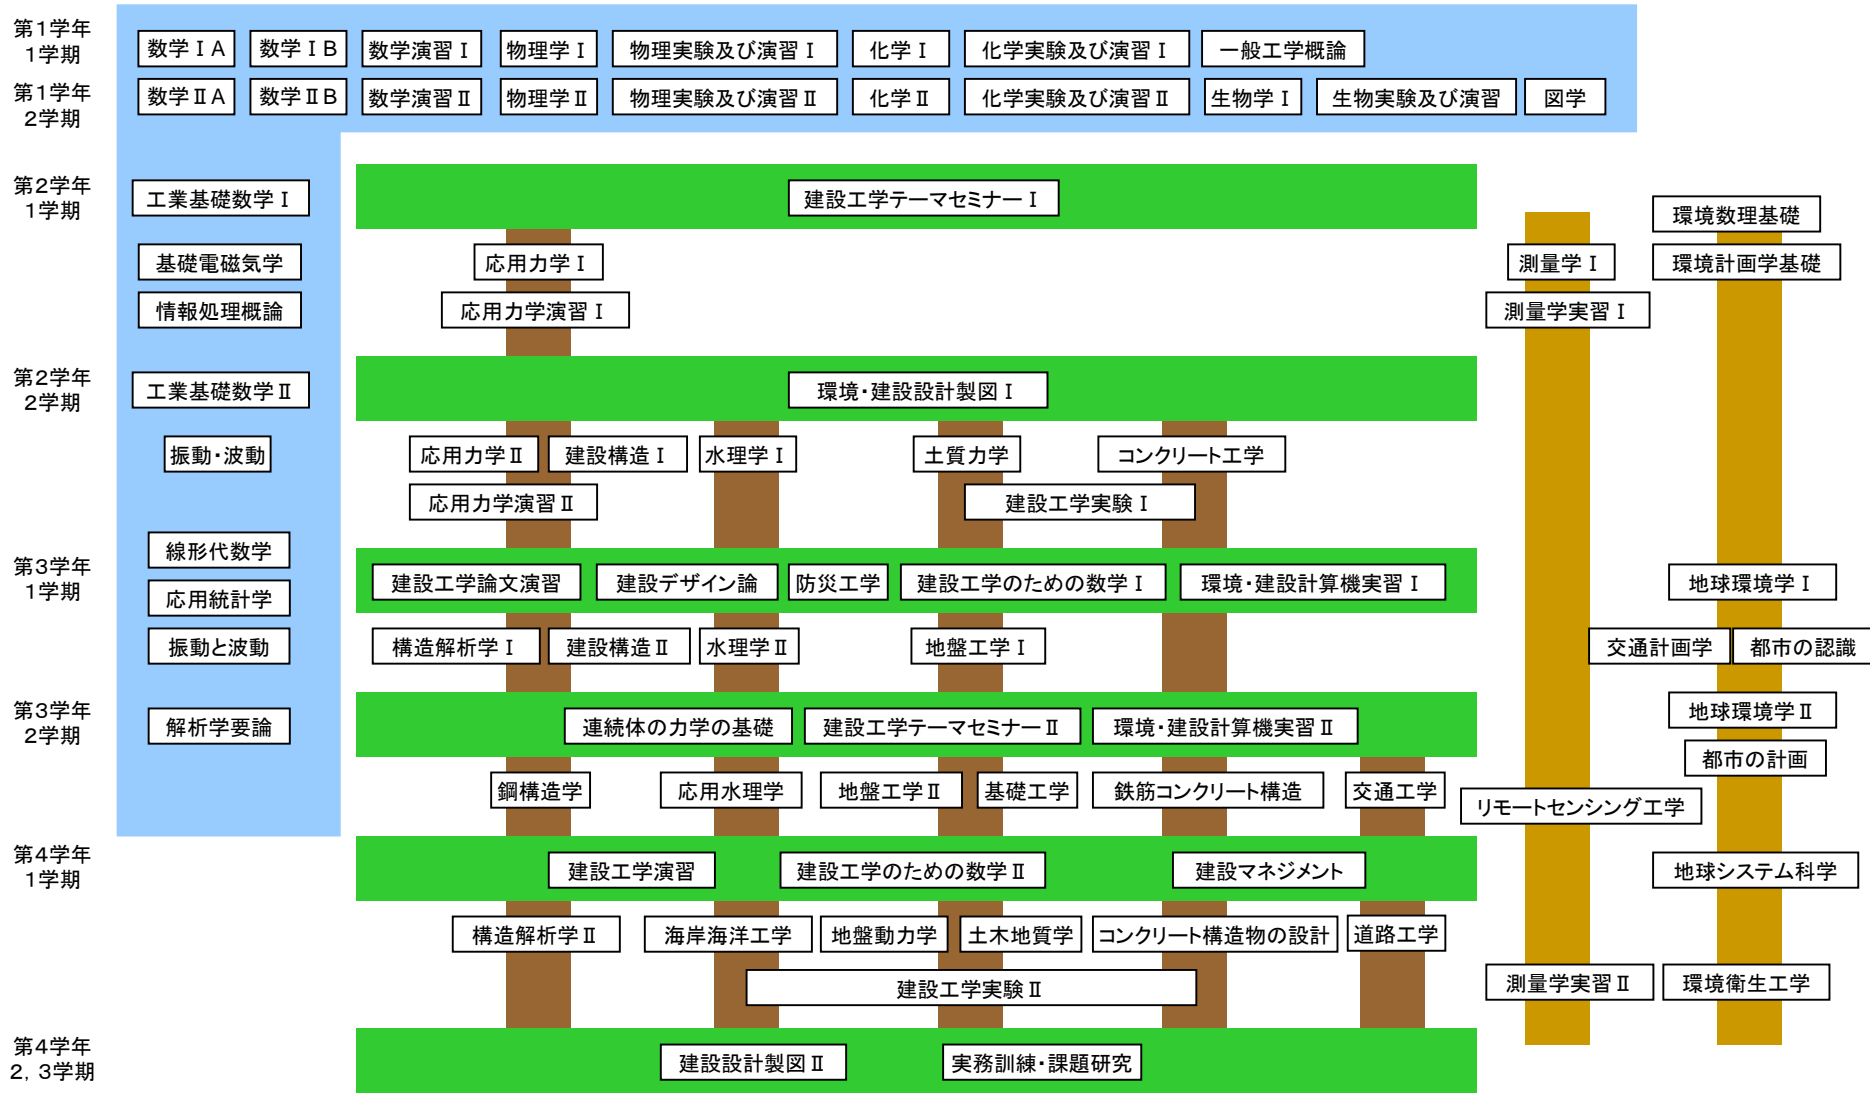 第1学年
1学期
数学ⅠA
数学ⅠB
数学演習Ⅰ
物理学Ⅰ
物理実験及び演習Ⅰ
化学Ⅰ
化学実験及び演習Ⅰ
一般工学概論
第1学年
2学期
数学ⅡA
数学ⅡB
数学演習Ⅱ
物理学Ⅱ
物理実験及び演習Ⅱ
化学Ⅱ
化学実験及び演習Ⅱ
生物学Ⅰ
生物実験及び演習
図学
第2学年
1学期
工業基礎数学Ⅰ
建設工学テーマセミナーⅠ
環境数理基礎
基礎電磁気学
応用力学Ⅰ
測量学Ⅰ
環境計画学基礎
情報処理概論
応用力学演習Ⅰ
測量学実習Ⅰ
第2学年
2学期
工業基礎数学Ⅱ
環境・建設設計製図Ⅰ
振動・波動
応用力学Ⅱ
建設構造Ⅰ
水理学Ⅰ
土質力学
コンクリート工学
応用力学演習Ⅱ
建設工学実験Ⅰ
線形代数学
第3学年
1学期
応用統計学
建設工学論文演習
建設デザイン論
防災工学
建設工学のための数学Ⅰ
環境・建設計算機実習Ⅰ
地球環境学Ⅰ
振動と波動
構造解析学Ⅰ
建設構造Ⅱ
水理学Ⅱ
地盤工学Ⅰ
交通計画学
都市の認識
第3学年
2学期
解析学要論
連続体の力学の基礎
建設工学テーマセミナーⅡ
環境・建設計算機実習Ⅱ
地球環境学Ⅱ
都市の計画
鋼構造学
応用水理学
地盤工学Ⅱ
基礎工学
鉄筋コンクリート構造
交通工学
リモートセンシング工学
第4学年
1学期
建設工学演習
建設工学のための数学Ⅱ
建設マネジメント
地球システム科学
構造解析学Ⅱ
海岸海洋工学
地盤動力学
土木地質学
コンクリート構造物の設計
道路工学
建設工学実験Ⅱ
測量学実習Ⅱ
環境衛生工学
第4学年
2, 3学期
建設設計製図Ⅱ
実務訓練・課題研究